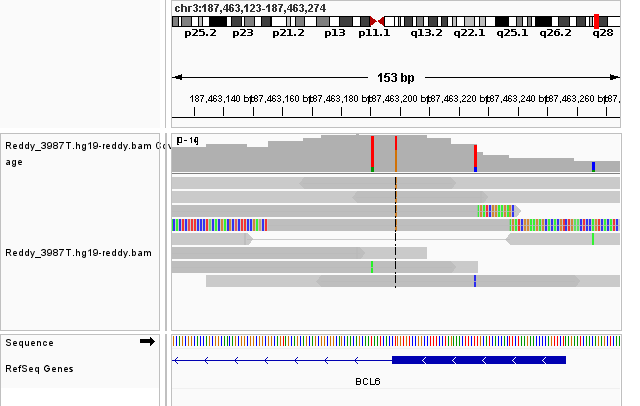 chr3:187,463,123-187,463,274
p25.2 p23 p21.2 p13 p11.1 q13.2 q22.1 q25.1 q26.2 q28
153 bp
187,463,140 bp 187,463,160 bp 187,463,180 bp 187,463,200 bp 187,463,220 bp 187,463,240 bp 187,463,260 bp
Reddy_3987T.hg19-reddy.bam Cov
age
Reddy_3987T.hg19-reddy.bam
Sequence
RefSeq Genes
BCL6